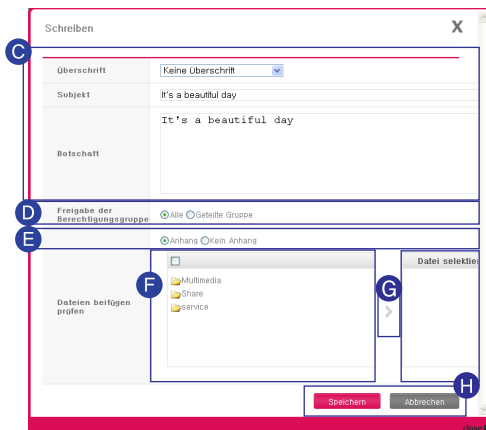 Schreiben X
C
Überschrift Keine Überschrift
Subjekt It's a beautiful day
It's a beautiful day
Botschaft
D Freigabe der Berechtigungsgruppe Alle Geteilte Gruppe
E Anhang Kein Anhang
Datei selektier
F Multimedia G
Share
service
Dateien beifügen prüfen
H
Speichern Abbrechen